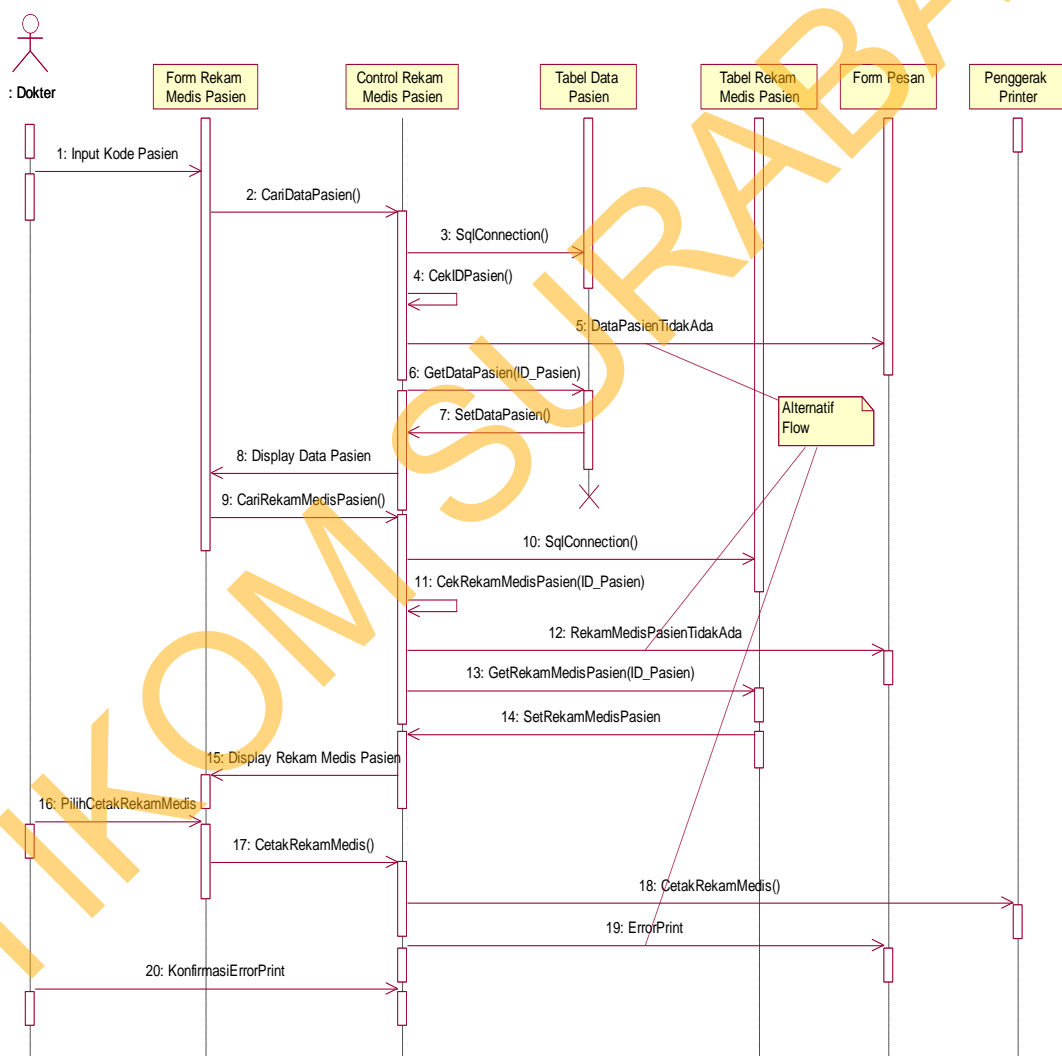 : Dokter
Form Rekam
Medis Pasien
Control Rekam
Medis Pasien
Tabel Data
Pasien
Tabel Rekam
Medis Pasien
Form Pesan
Penggerak
Printer
1: Input Kode Pasien
2: CariDataPasien()
3: SqlConnection()
4: CekIDPasien()
5: DataPasienTidakAda
6: GetDataPasien(ID_Pasien)
7: SetDataPasien()
Alternatif
Flow
8: Display Data Pasien
9: CariRekamMedisPasien()
10: SqlConnection()
11: CekRekamMedisPasien(ID_Pasien)
12: RekamMedisPasienTidakAda
13: GetRekamMedisPasien(ID_Pasien)
14: SetRekamMedisPasien
15: Display Rekam Medis Pasien
16: PilihCetakRekamMedis
17: CetakRekamMedis()
18: CetakRekamMedis()
19: ErrorPrint
20: KonfirmasiErrorPrint
IKOM SURABA